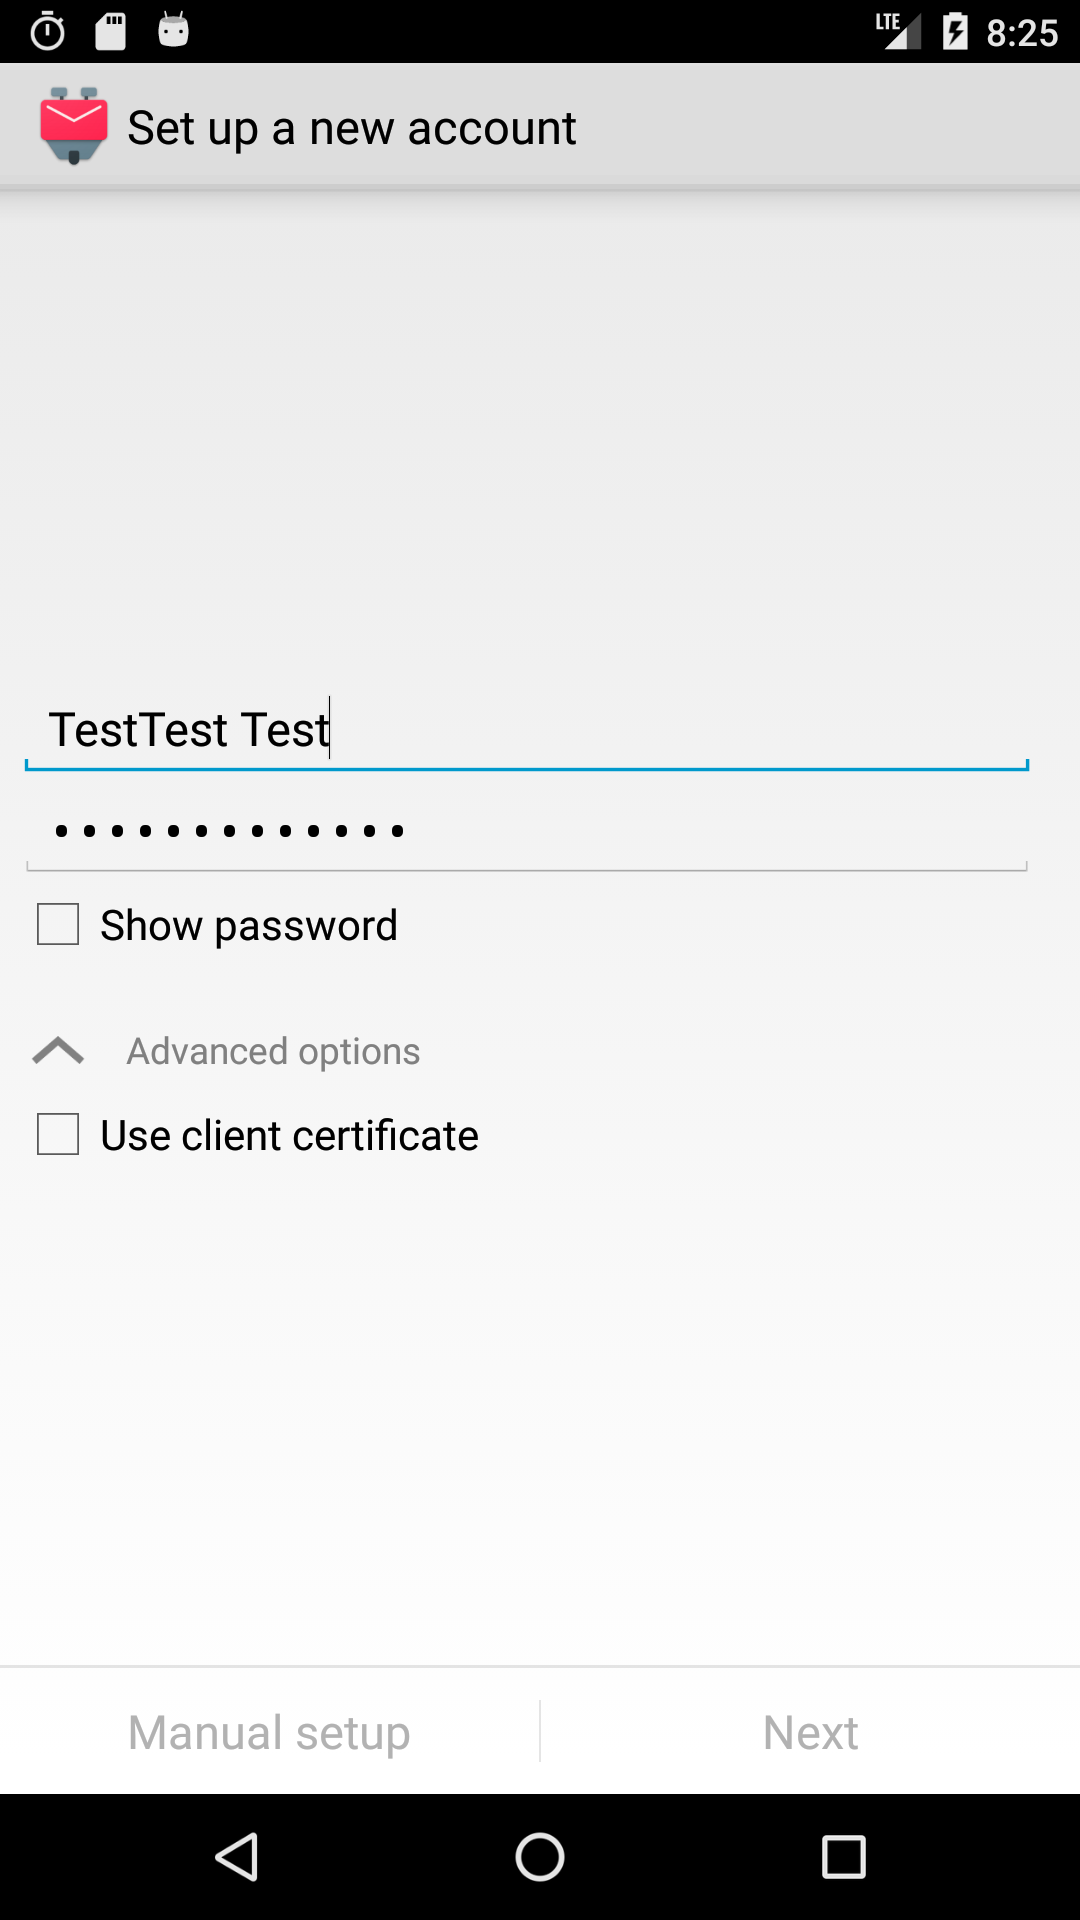 LTE 8:25
Set up a new account
TestTest Test
•••••••••••••
Show password
Advanced options
Use client certificate
Manual setup Next